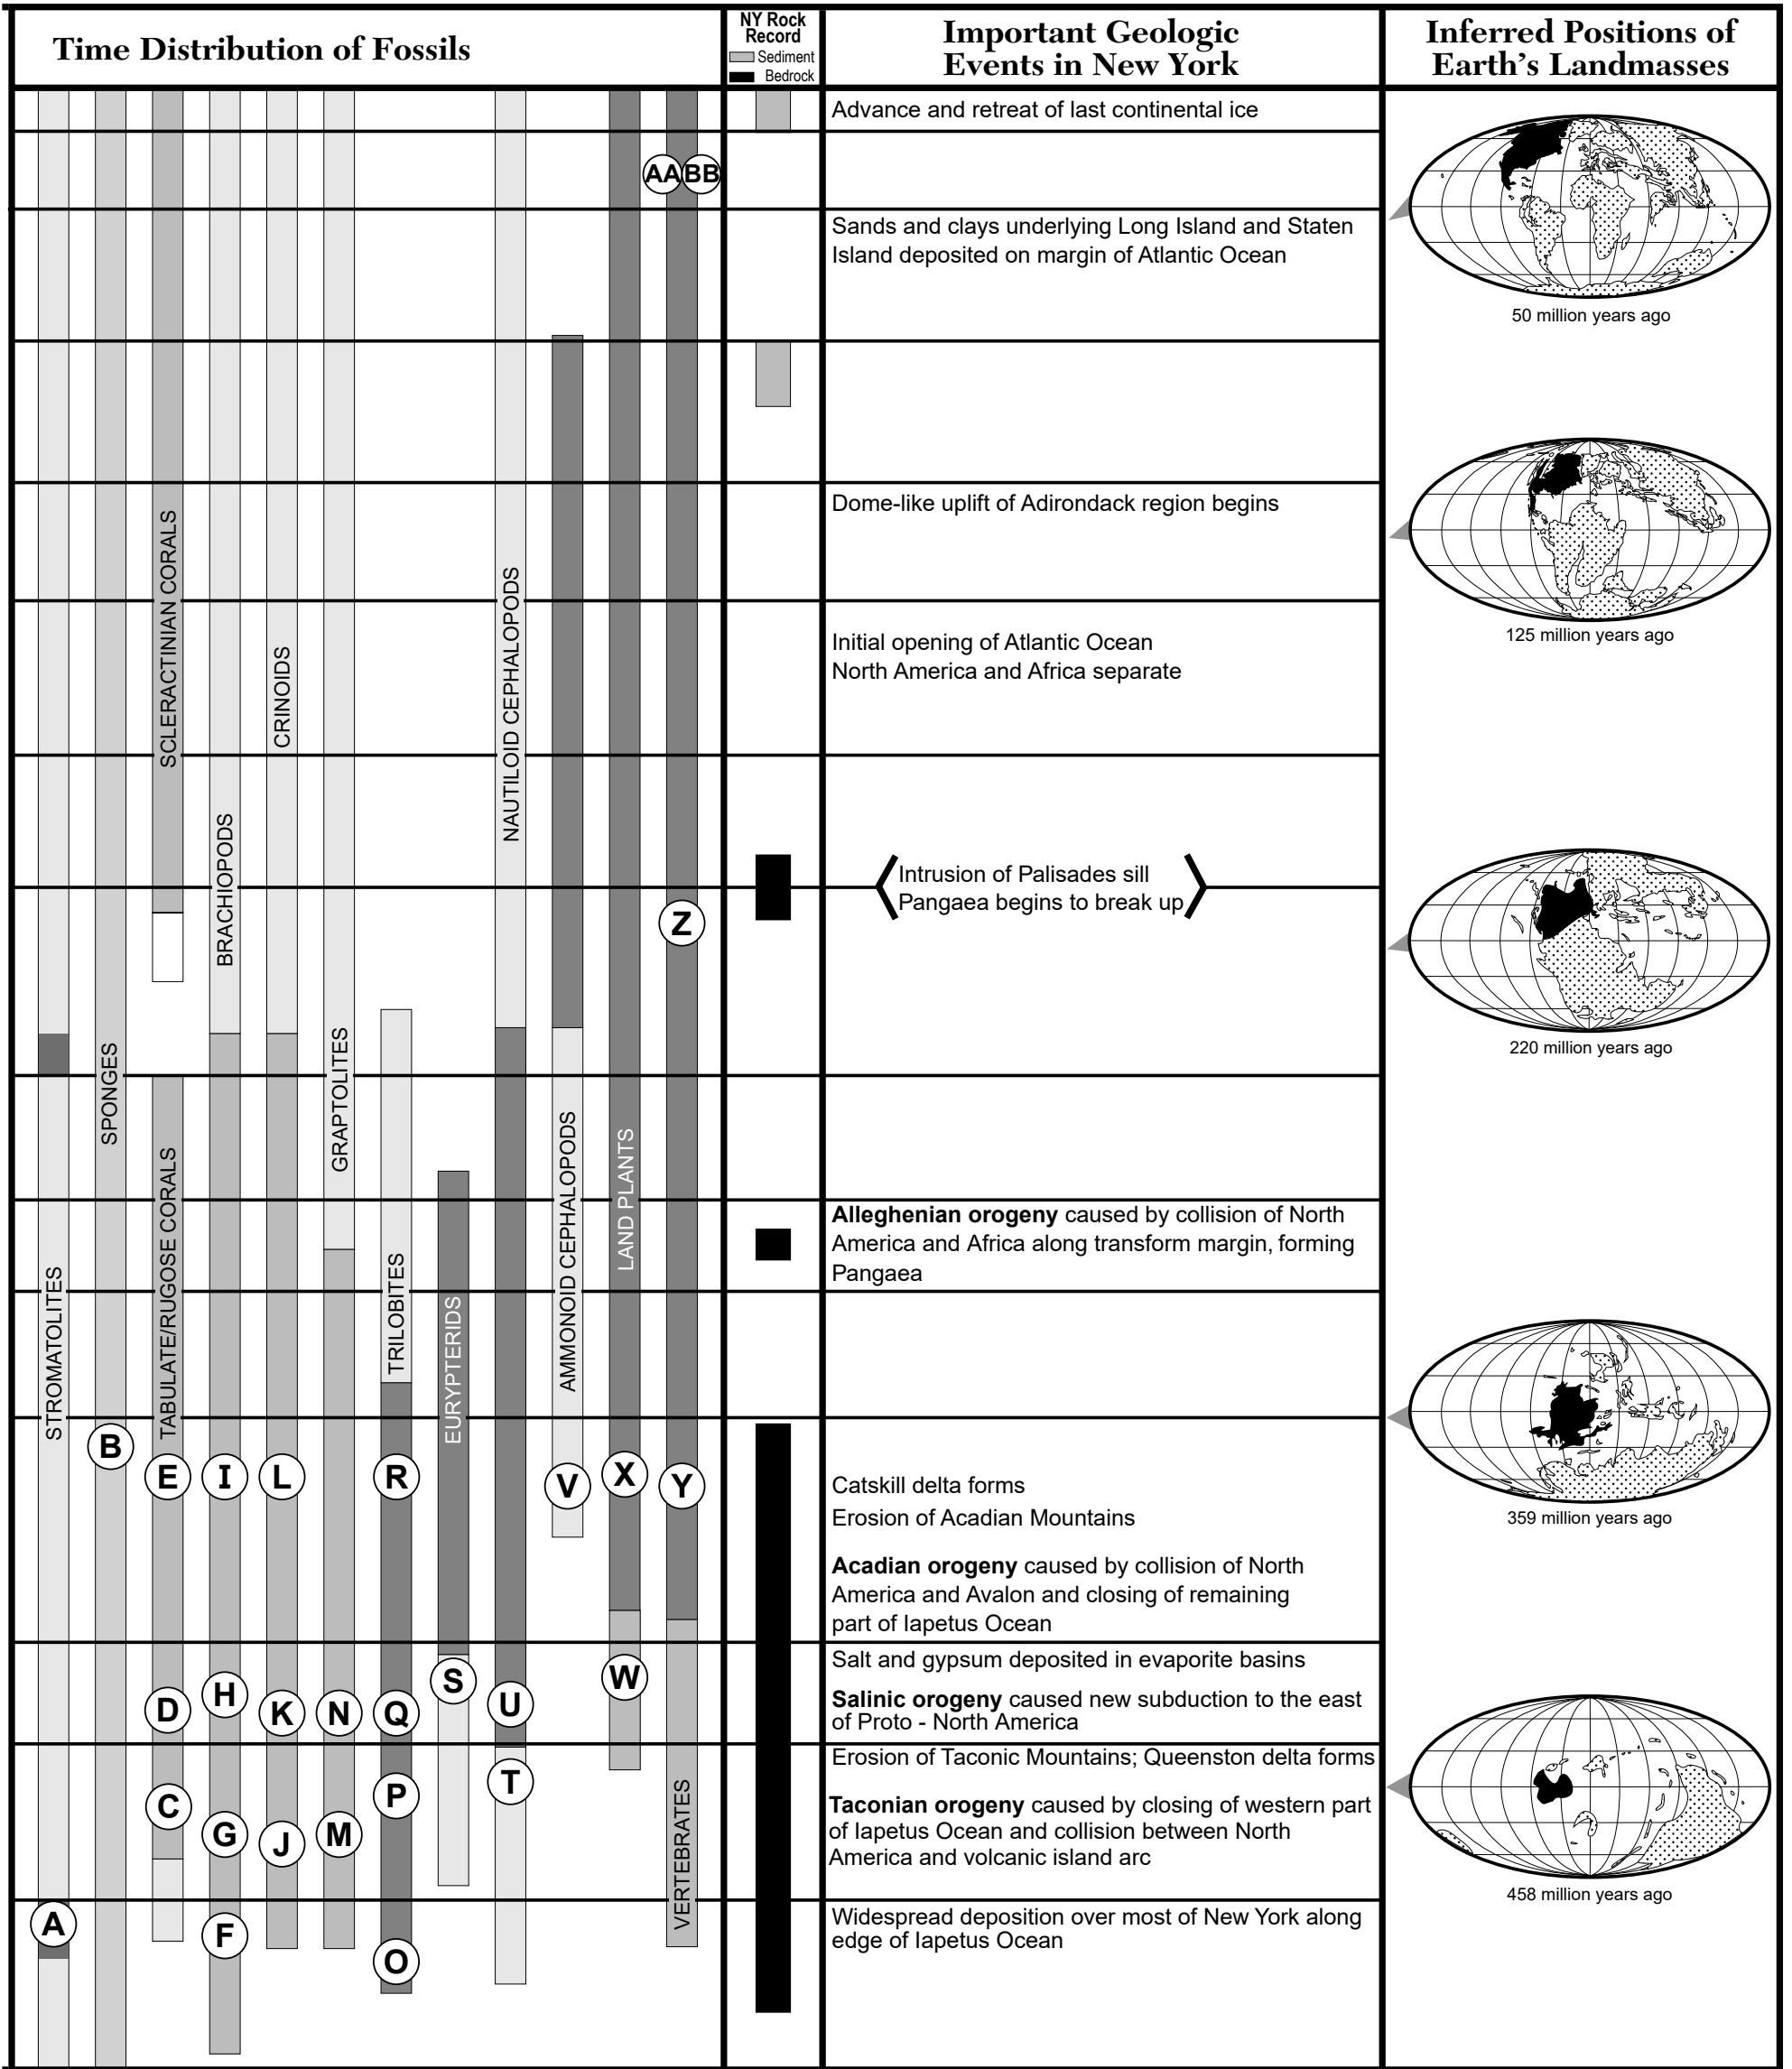 Time Distribution of Fossils
NY Rock
Record
Sediment
Bedrock
Important Geologic
Events in New York
Inferred Positions of
Earth's Landmasses
STROMATOLITES
SPONGES
SCLERACTINIAN CORALS
TABULATE/RUGOSE CORALS
BRACHIOPODS
CRINOIDS
GRAPTOLITES
TRILOBITES
EURYPTERIDS
NAUTILOID CEPHALOPODS
AMMONOID CEPHALOPODS
LAND PLANTS
VERTEBRATES
AA BB
Z
B
E I L R V X Y
D H K N Q S U W
C G J M P T
A F O
Advance and retreat of last continental ice
Sands and clays underlying Long Island and Staten
Island deposited on margin of Atlantic Ocean
Dome-like uplift of Adirondack region begins
Initial opening of Atlantic Ocean
North America and Africa separate
Intrusion of Palisades sill
Pangaea begins to break up
Alleghenian orogeny caused by collision of North
America and Africa along transform margin, forming
Pangaea
Catskill delta forms
Erosion of Acadian Mountains
Acadian orogeny caused by collision of North
America and Avalon and closing of remaining
part of Iapetus Ocean
Salt and gypsum deposited in evaporite basins
Salinic orogeny caused new subduction to the east
of Proto - North America
Erosion of Taconic Mountains; Queenston delta forms
Taconian orogeny caused by closing of western part
of Iapetus Ocean and collision between North
America and volcanic island arc
Widespread deposition over most of New York along
edge of Iapetus Ocean
50 million years ago
125 million years ago
220 million years ago
359 million years ago
458 million years ago